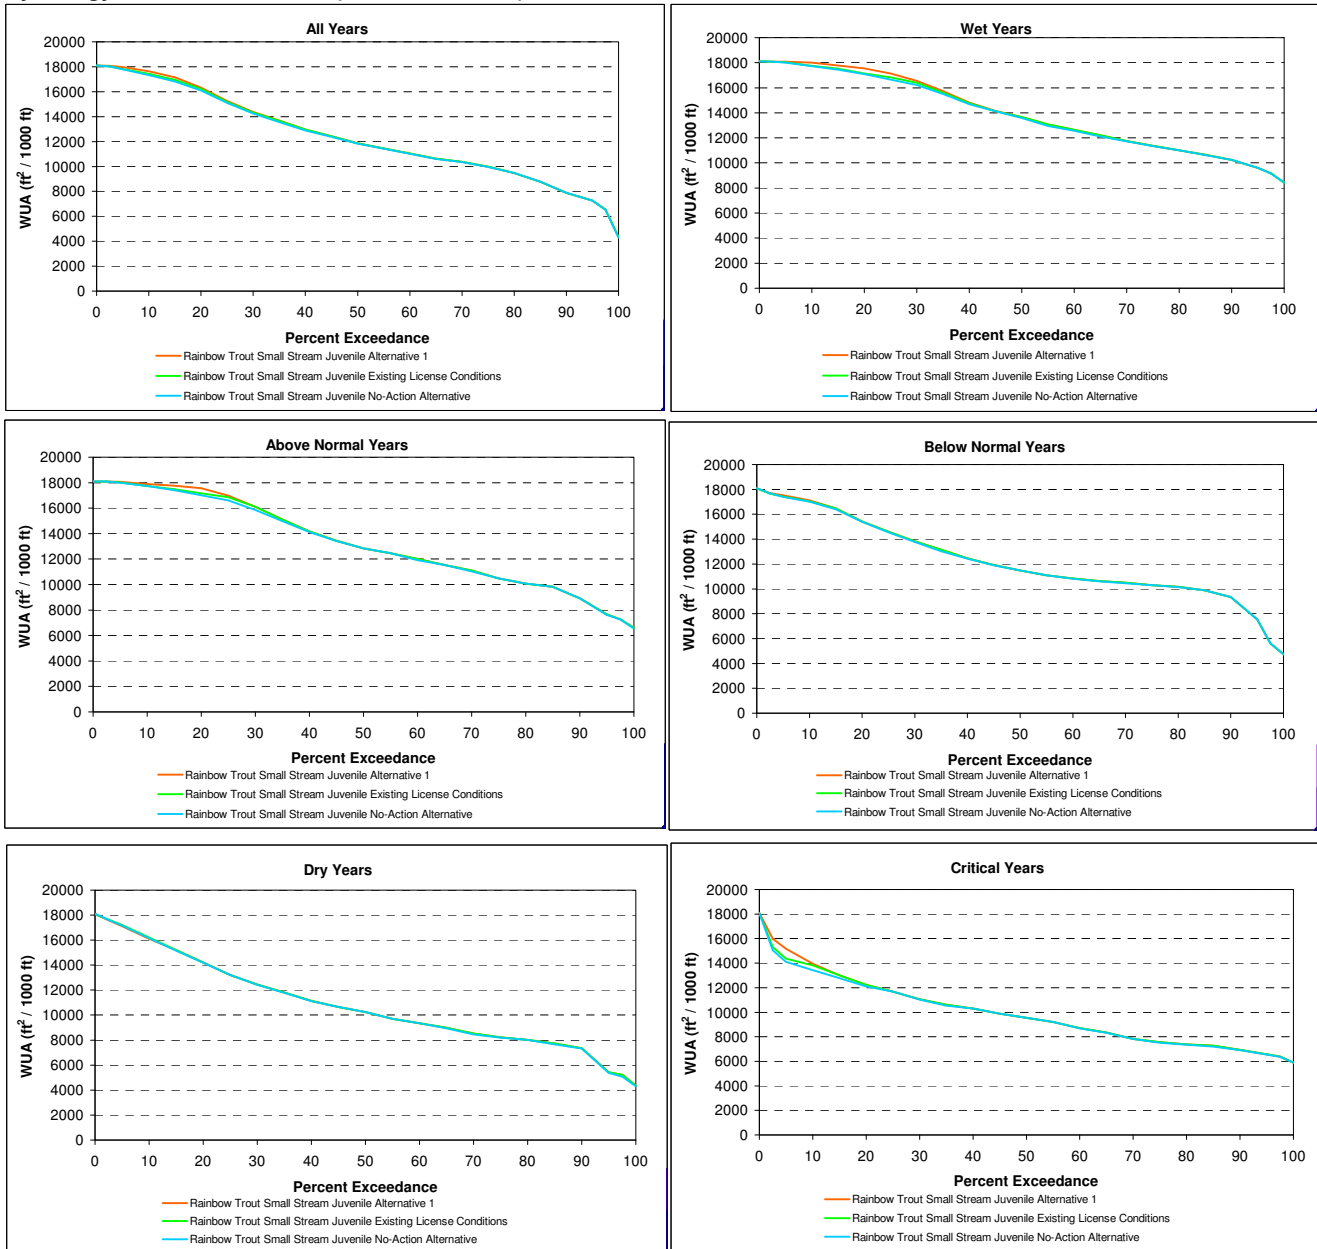 All Years
20000
18000
16000
14000
12000
10000
8000
6000
4000
2000
0
WUA (ft² / 1000 ft)
0 10 20 30 40 50 60 70 80 90 100
Percent Exceedance
Rainbow Trout Small Stream Juvenile Alternative 1
Rainbow Trout Small Stream Juvenile Existing License Conditions
Rainbow Trout Small Stream Juvenile No-Action Alternative
Wet Years
20000
18000
16000
14000
12000
10000
8000
6000
4000
2000
0
WUA (ft² / 1000 ft)
0 10 20 30 40 50 60 70 80 90 100
Percent Exceedance
Rainbow Trout Small Stream Juvenile Alternative 1
Rainbow Trout Small Stream Juvenile Existing License Conditions
Rainbow Trout Small Stream Juvenile No-Action Alternative
Above Normal Years
20000
18000
16000
14000
12000
10000
8000
6000
4000
2000
0
WUA (ft² / 1000 ft)
0 10 20 30 40 50 60 70 80 90 100
Percent Exceedance
Rainbow Trout Small Stream Juvenile Alternative 1
Rainbow Trout Small Stream Juvenile Existing License Conditions
Rainbow Trout Small Stream Juvenile No-Action Alternative
Below Normal Years
20000
18000
16000
14000
12000
10000
8000
6000
4000
2000
0
WUA (ft² / 1000 ft)
0 10 20 30 40 50 60 70 80 90 100
Percent Exceedance
Rainbow Trout Small Stream Juvenile Alternative 1
Rainbow Trout Small Stream Juvenile Existing License Conditions
Rainbow Trout Small Stream Juvenile No-Action Alternative
Dry Years
20000
18000
16000
14000
12000
10000
8000
6000
4000
2000
0
WUA (ft² / 1000 ft)
0 10 20 30 40 50 60 70 80 90 100
Percent Exceedance
Rainbow Trout Small Stream Juvenile Alternative 1
Rainbow Trout Small Stream Juvenile Existing License Conditions
Rainbow Trout Small Stream Juvenile No-Action Alternative
Critical Years
20000
18000
16000
14000
12000
10000
8000
6000
4000
2000
0
WUA (ft² / 1000 ft)
0 10 20 30 40 50 60 70 80 90 100
Percent Exceedance
Rainbow Trout Small Stream Juvenile Alternative 1
Rainbow Trout Small Stream Juvenile Existing License Conditions
Rainbow Trout Small Stream Juvenile No-Action Alternative